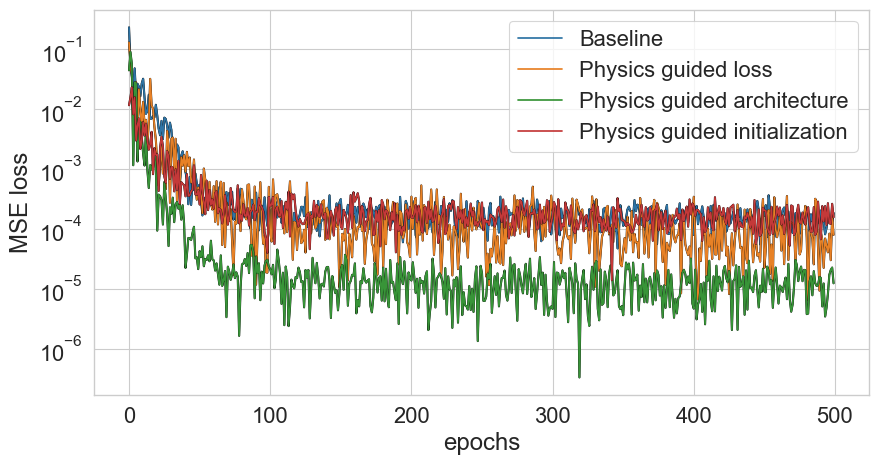 Baseline
Physics guided loss
Physics guided architecture
Physics guided initialization
MSE loss
10⁻¹
10⁻²
10⁻³
10⁻⁴
10⁻⁵
10⁻⁶
0 100 200 300 400 500
epochs